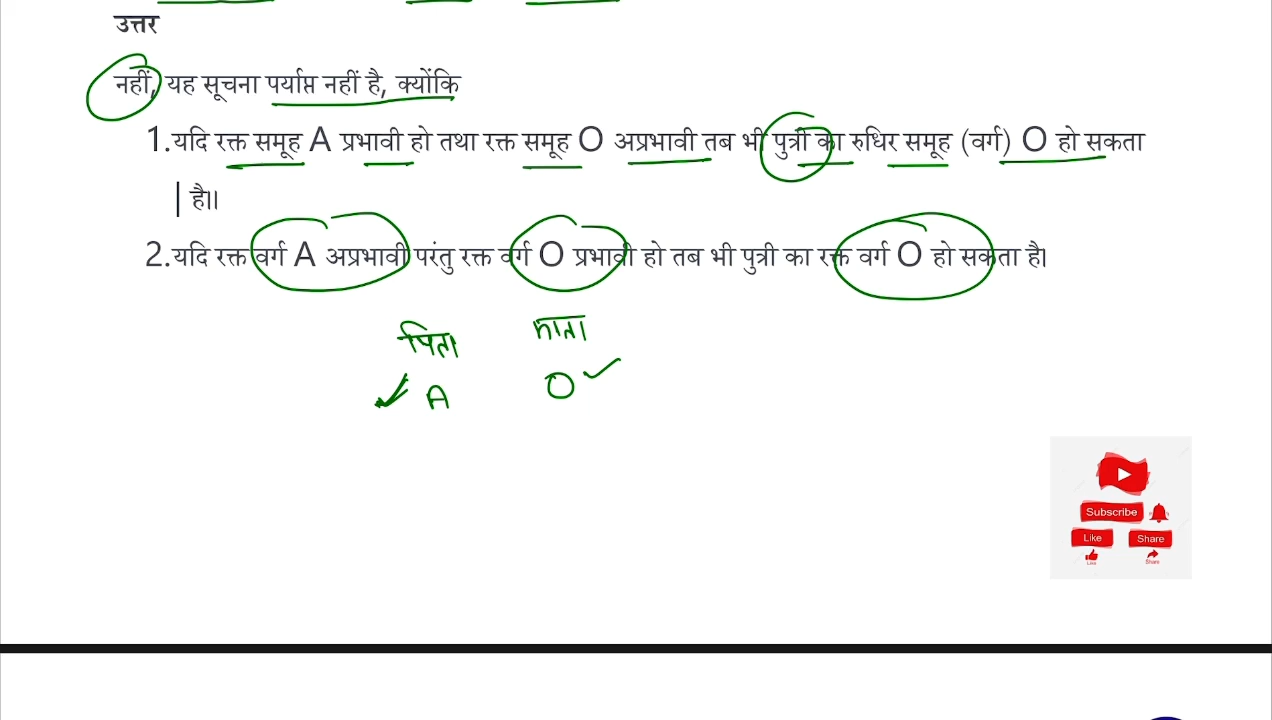 उत्तर
नहीं, यह सूचना पर्याप्त नहीं है, क्योंकि
1. यदि रक्त समूह A प्रभावी हो तथा रक्त समूह O अप्रभावी तब भी पुत्री का रुधिर समूह (वर्ग) O हो सकता
है।।
2. यदि रक्त वर्ग A अप्रभावी परंतु रक्त वर्ग O प्रभावी हो तब भी पुत्री का रक्त वर्ग O हो सकता है।
पिता माता
A O
Subscribe
Like Share
Like Share